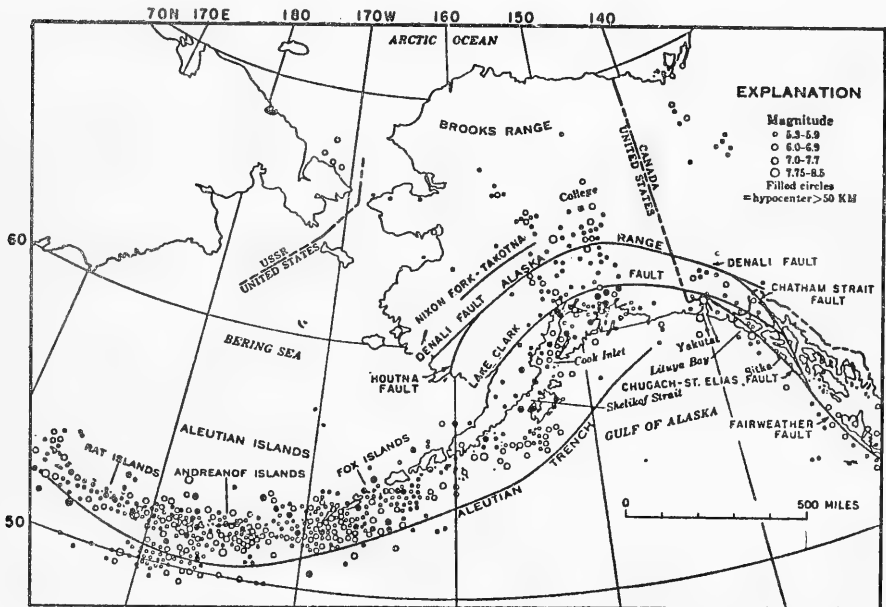 70N 170E 180 170W 160 150 140
ARCTIC OCEAN
EXPLANATION
Magnitude
5.3-5.9
6.0-6.9
7.0-7.7
7.75-8.5
Filled circles
=hypocenter>50 KM
BROOKS RANGE
CANADA
UNITED STATES
College
60
USSR
UNITED STATES
NIXON FORK-TAKOTNA
DENALI FAULT
ALASKA RANGE
DENALI FAULT
CHATHAM STRAIT
FAULT
LAKE CLARK FAULT
BERING SEA
HOUTNA
FAULT
Cook Inlet
Yakutat
Lituya Bay
Sitka
CHUGACH-ST. ELIAS FAULT
Shelikof Strait
GULF OF ALASKA
FAIRWEATHER
FAULT
ALEUTIAN ISLANDS
RAT ISLANDS
ANDREANOF ISLANDS
FOX ISLANDS
ALEUTIAN TRENCH
0 500 MILES
50